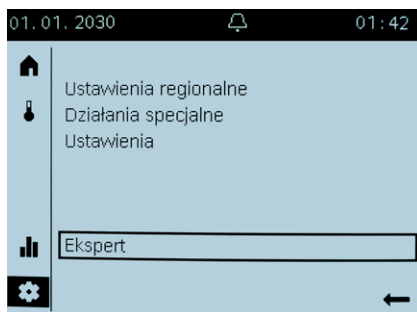 01.01.2030 01:42
Ustawienia regionalne
Działania specjalne
Ustawienia
Ekspert